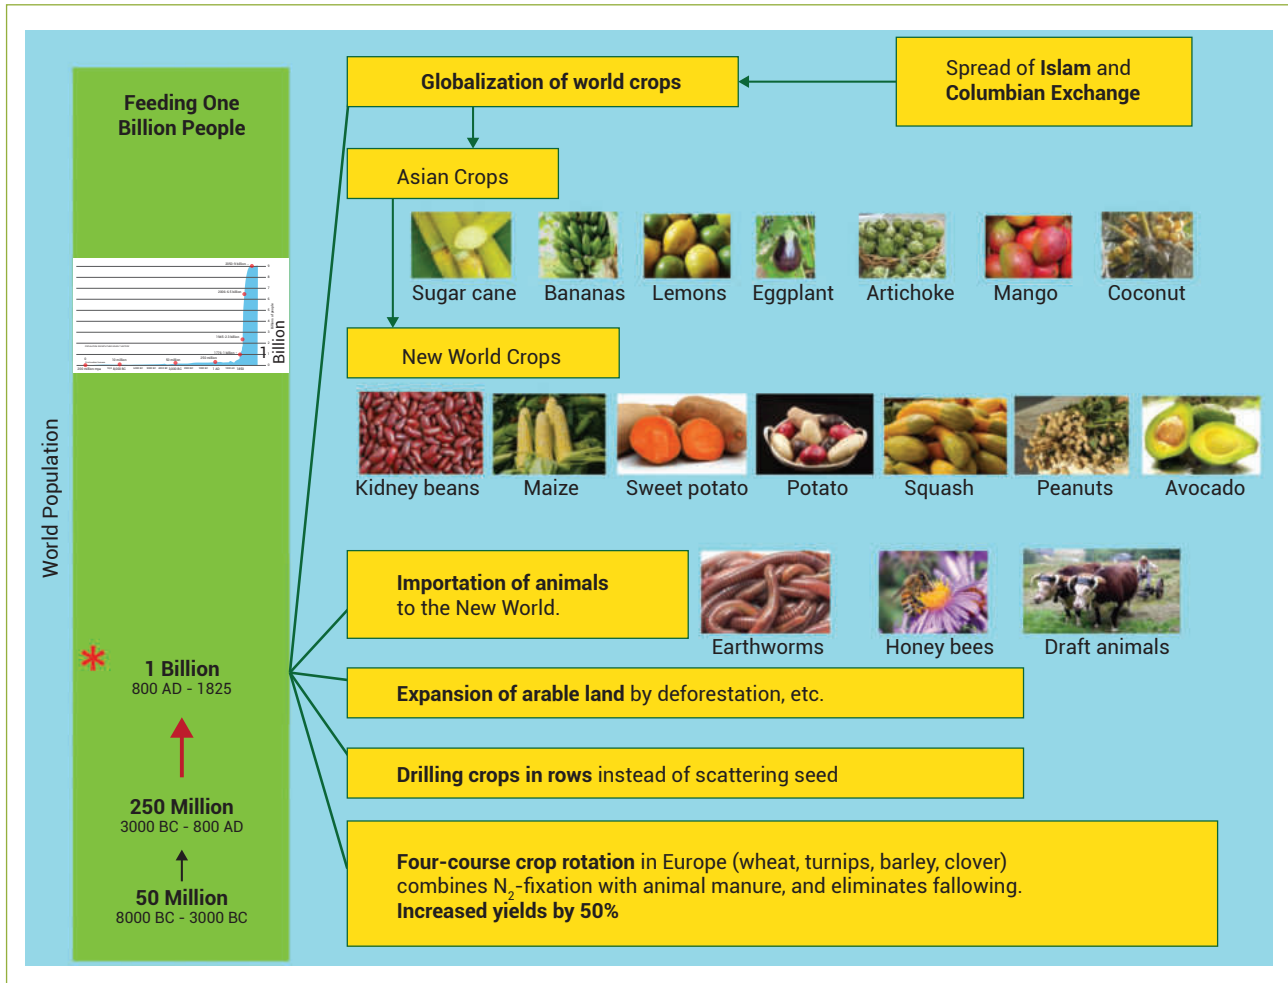 Feeding One
Billion People
1
Billion
World Population
*
1 Billion
800 AD - 1825
250 Million
3000 BC - 800 AD
50 Million
8000 BC - 3000 BC
Globalization of world crops
Spread of Islam and
Columbian Exchange
Asian Crops
Sugar cane
Bananas
Lemons
Eggplant
Artichoke
Mango
Coconut
New World Crops
Kidney beans
Maize
Sweet potato
Potato
Squash
Peanuts
Avocado
Importation of animals
to the New World.
Earthworms
Honey bees
Draft animals
Expansion of arable land by deforestation, etc.
Drilling crops in rows instead of scattering seed
Four-course crop rotation in Europe (wheat, turnips, barley, clover)
combines N₂-fixation with animal manure, and eliminates fallowing.
Increased yields by 50%